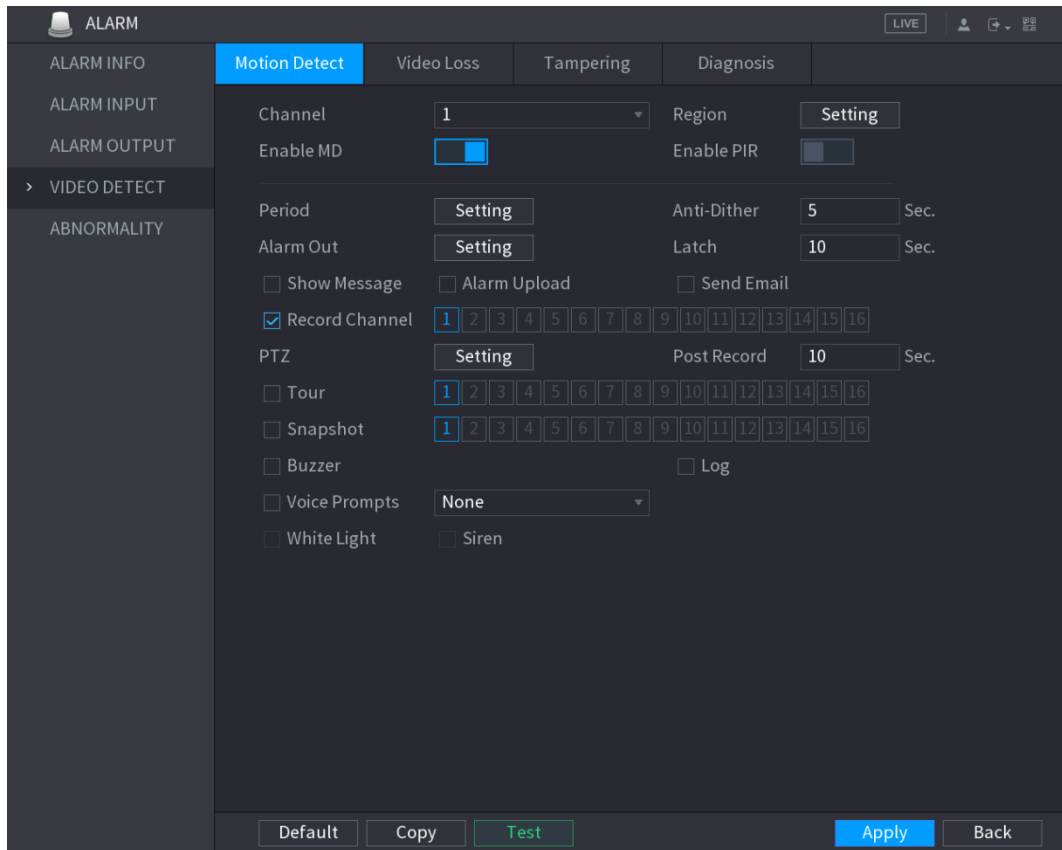 ALARM
LIVE
ALARM INFO
ALARM INPUT
ALARM OUTPUT
VIDEO DETECT
ABNORMALITY
Motion Detect Video Loss Tampering Diagnosis
Channel 1 Region Setting
Enable MD Enable PIR
Period Setting Anti-Dither 5 Sec.
Alarm Out Setting Latch 10 Sec.
Show Message Alarm Upload Send Email
Record Channel 1 2 3 4 5 6 7 8 9 10 11 12 13 14 15 16
PTZ Setting Post Record 10 Sec.
Tour 1 2 3 4 5 6 7 8 9 10 11 12 13 14 15 16
Snapshot 1 2 3 4 5 6 7 8 9 10 11 12 13 14 15 16
Buzzer Log
Voice Prompts None
White Light Siren
Default Copy Test Apply Back